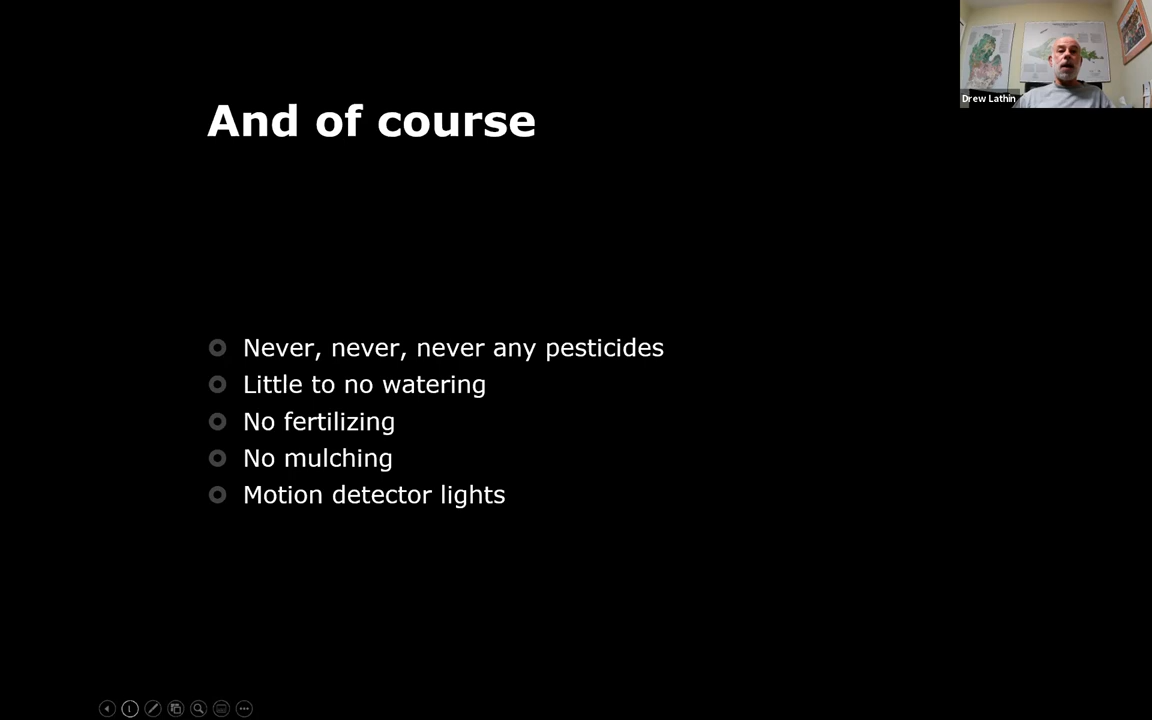 Drew Lathin
And of course
Never, never, never any pesticides
Little to no watering
No fertilizing
No mulching
Motion detector lights